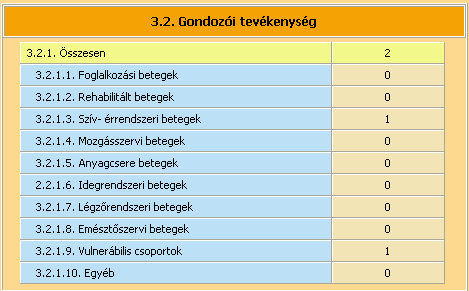 3.2. Gondozói tevékenység
3.2.1. Összesen 2
3.2.1.1. Foglalkozási betegek 0
3.2.1.2. Rehabilitált betegek 0
3.2.1.3. Szív- érrendszeri betegek 1
3.2.1.4. Mozgásszervi betegek 0
3.2.1.5. Anyagcsere betegek 0
2.2.1.6. Idegrendszeri betegek 0
3.2.1.7. Légzőrendszeri betegek 0
3.2.1.8. Emésztőszervi betegek 0
3.2.1.9. Vulnerábilis csoportok 1
3.2.1.10. Egyéb 0